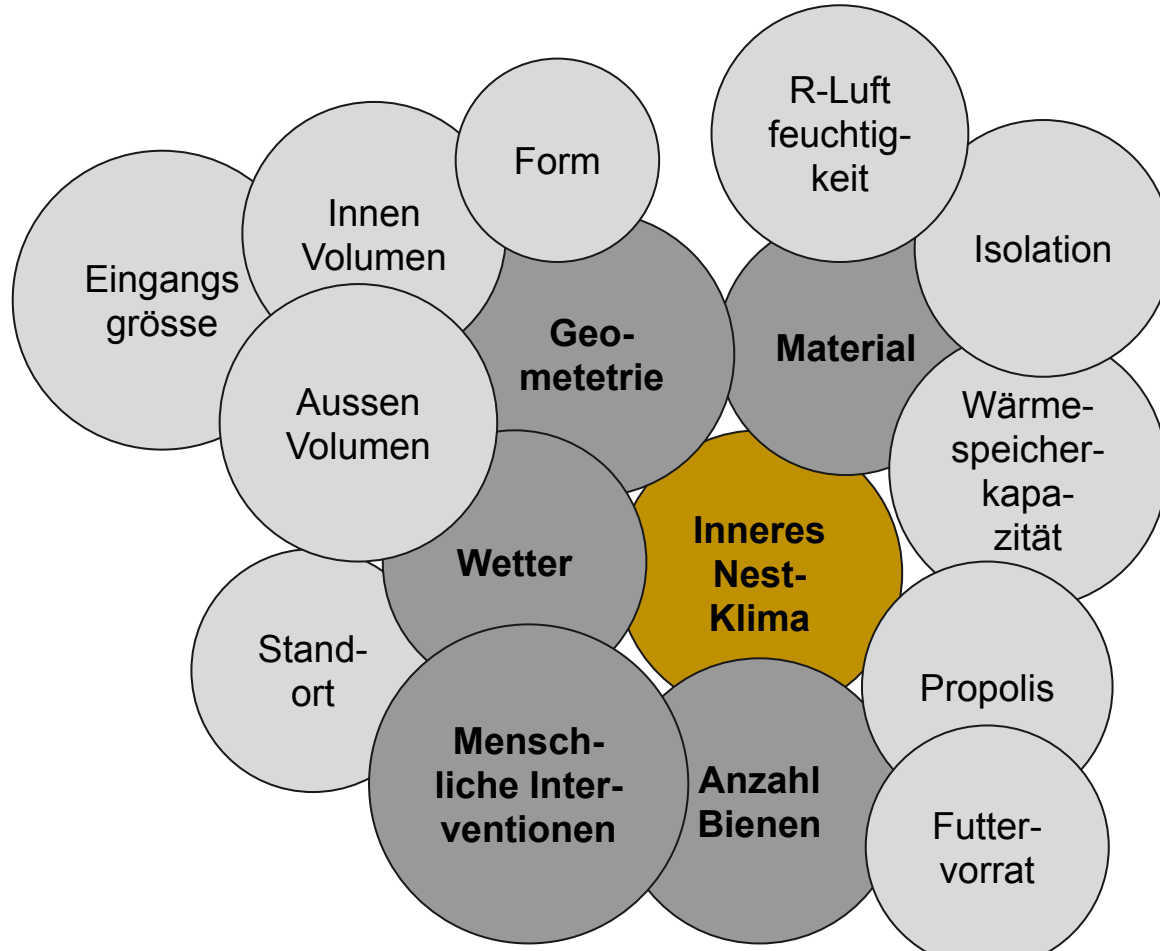 R-Luft
feuchtig-
keit
Form
Innen
Volumen
Isolation
Eingangs
grösse
Geo-
metetrie
Material
Aussen
Volumen
Wärme-
speicher-
kapa-
zität
Inneres
Nest-
Klima
Wetter
Stand-
ort
Propolis
Mensch-
liche Inter-
ventionen
Anzahl
Bienen
Futter-
vorrat